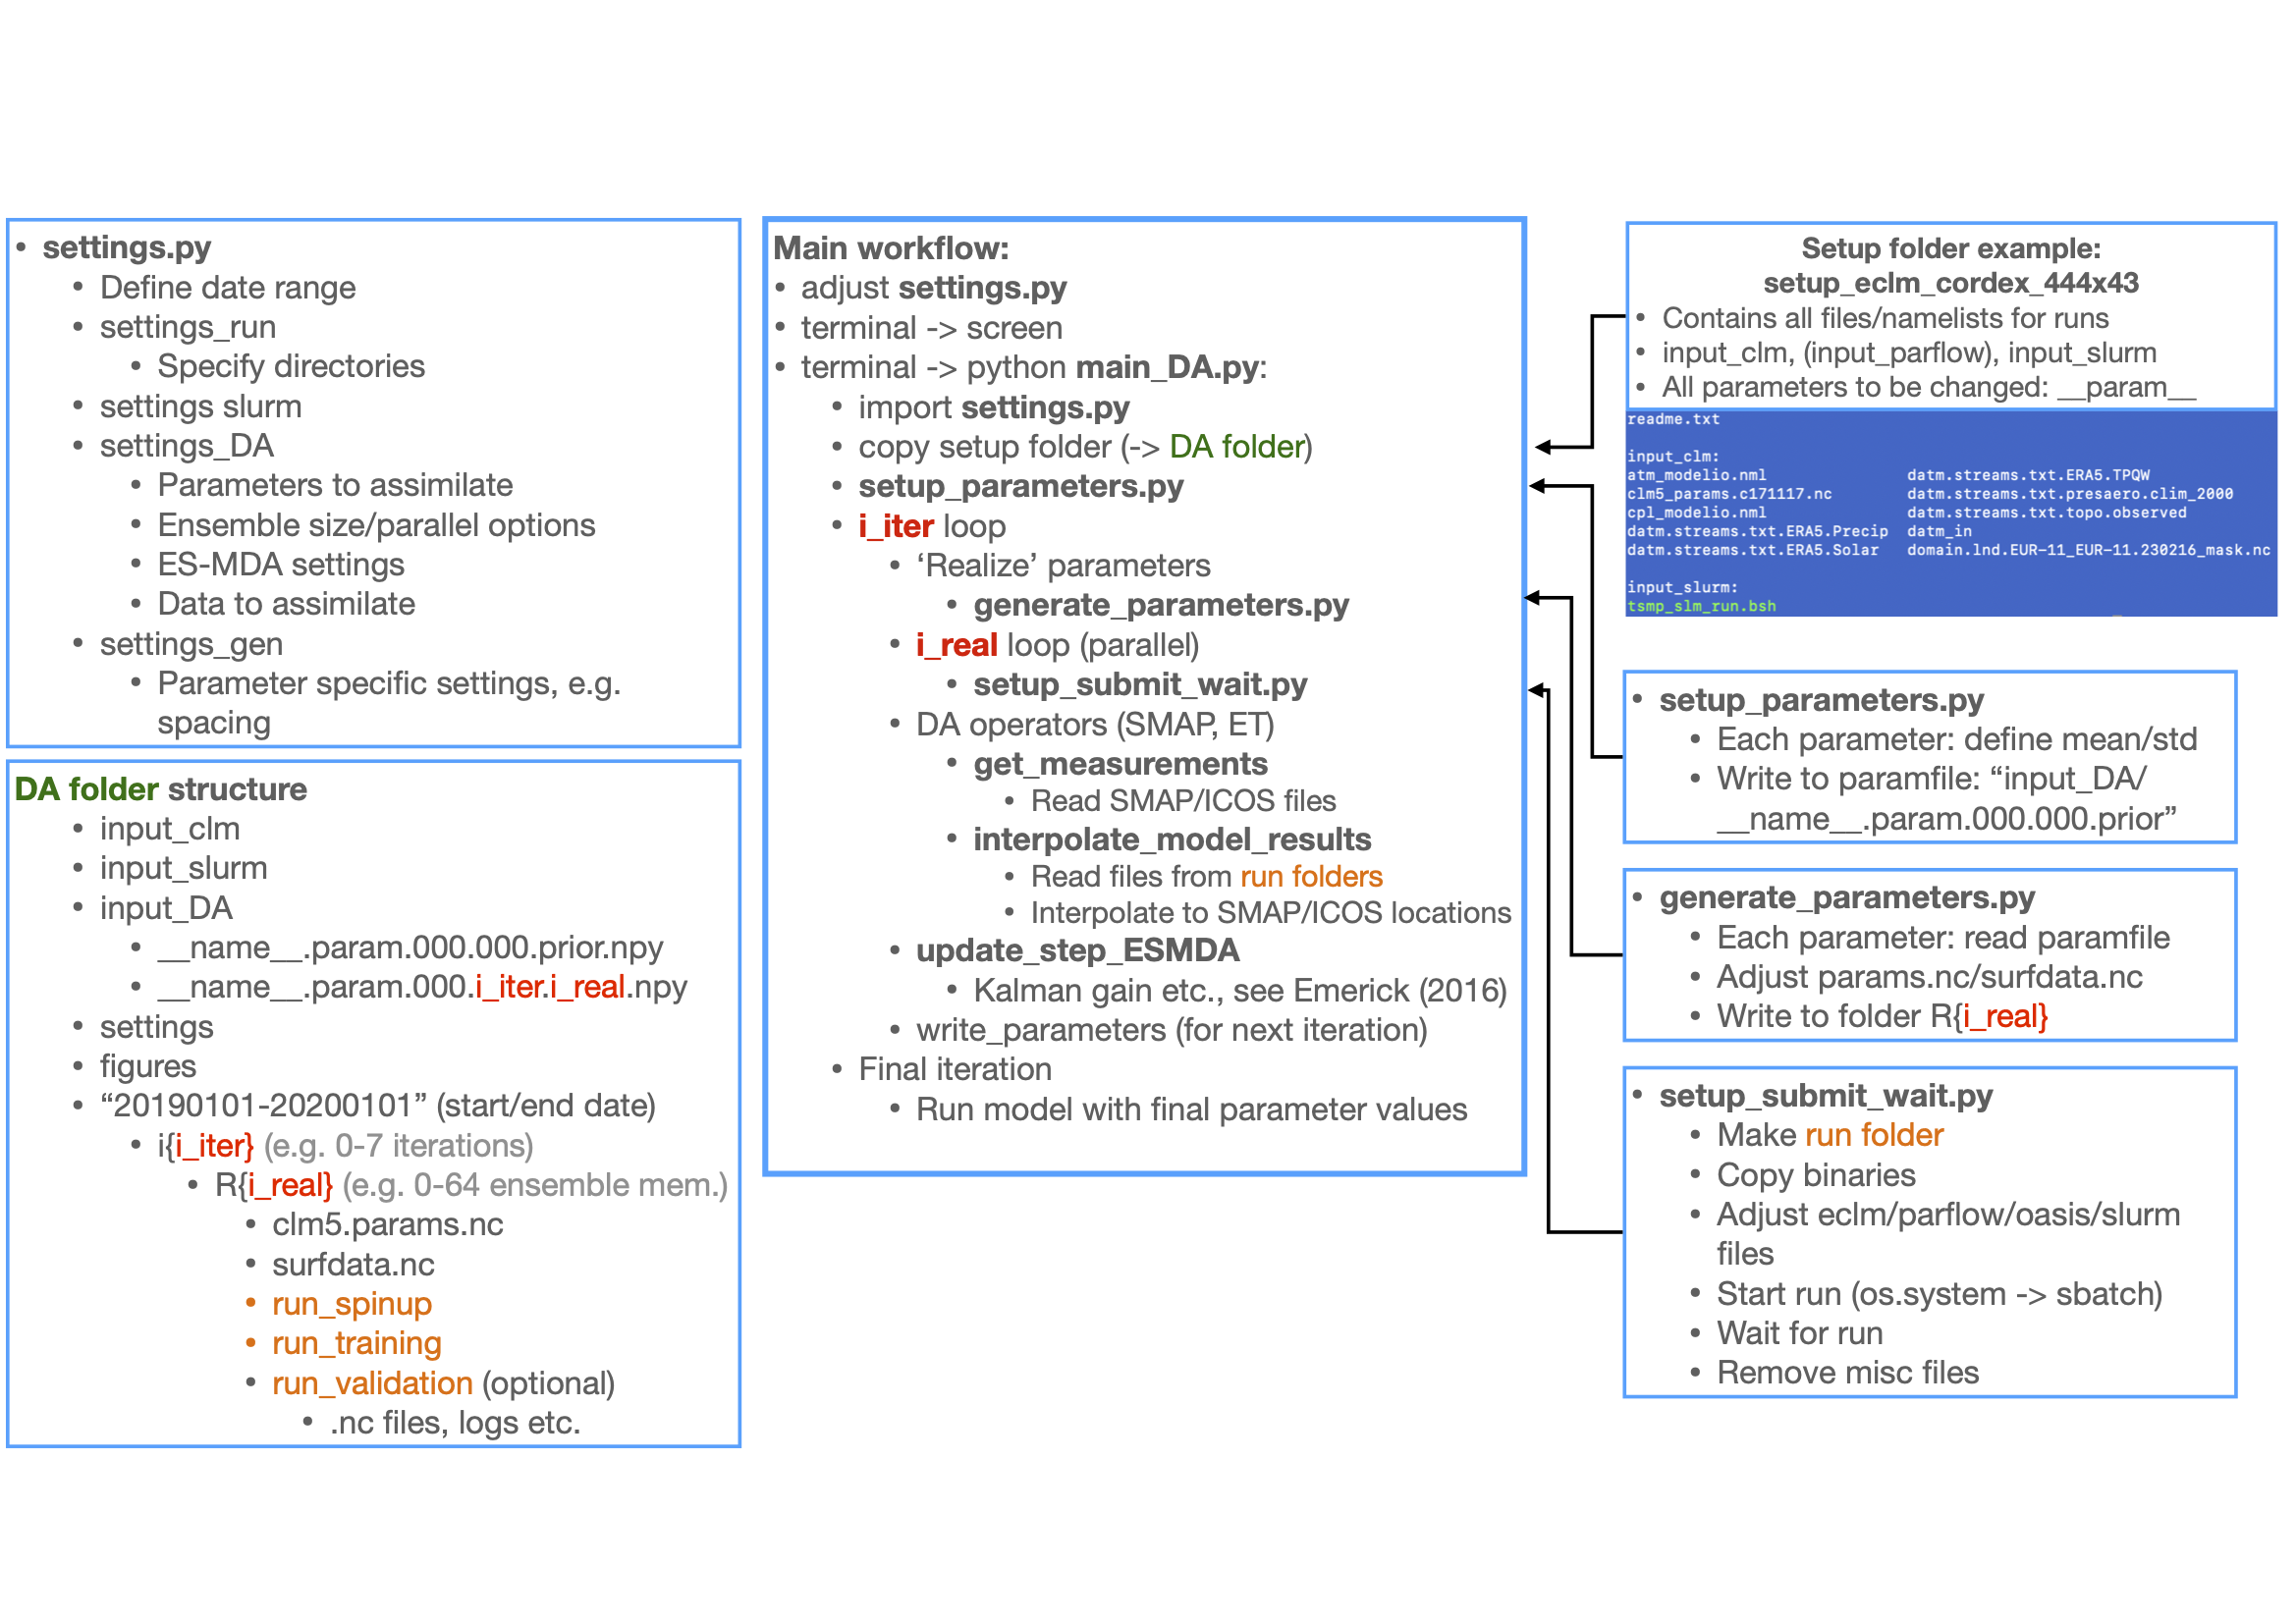 • settings.py
• Define date range
• settings_run
• Specify directories
• settings slurm
• settings_DA
• Parameters to assimilate
• Ensemble size/parallel options
• ES-MDA settings
• Data to assimilate
• settings_gen
• Parameter specific settings, e.g.
spacing
DA folder structure
• input_clm
• input_slurm
• input_DA
• __name__.param.000.000.prior.npy
• __name__.param.000.i_iter.i_real.npy
• settings
• figures
• “20190101-20200101” (start/end date)
• i{i_iter} (e.g. 0-7 iterations)
• R{i_real} (e.g. 0-64 ensemble mem.)
• clm5.params.nc
• surfdata.nc
• run_spinup
• run_training
• run_validation (optional)
• .nc files, logs etc.
Main workflow:
• adjust settings.py
• terminal -> screen
• terminal -> python main_DA.py:
• import settings.py
• copy setup folder (-> DA folder)
• setup_parameters.py
• i_iter loop
• ‘Realize’ parameters
• generate_parameters.py
• i_real loop (parallel)
• setup_submit_wait.py
• DA operators (SMAP, ET)
• get_measurements
• Read SMAP/ICOS files
• interpolate_model_results
• Read files from run folders
• Interpolate to SMAP/ICOS locations
• update_step_ESMDA
• Kalman gain etc., see Emerick (2016)
• write_parameters (for next iteration)
• Final iteration
• Run model with final parameter values
Setup folder example:
setup_eclm_cordex_444x43
• Contains all files/namelists for runs
• input_clm, (input_parflow), input_slurm
• All parameters to be changed: __param__
readme.txt
input_clm:
atm_modelio.nml datm.streams.txt.ERA5.TPQW
clm5_params.c171117.nc datm.streams.txt.presaero.clim_2000
cpl_modelio.nml datm.streams.txt.topo.observed
datm.streams.txt.ERA5.Precip datm_in
datm.streams.txt.ERA5.Solar domain.lnd.EUR-11_EUR-11.230216_mask.nc
input_slurm:
tsmp_slm_run.bsh
• setup_parameters.py
• Each parameter: define mean/std
• Write to paramfile: “input_DA/
__name__.param.000.000.prior”
• generate_parameters.py
• Each parameter: read paramfile
• Adjust params.nc/surfdata.nc
• Write to folder R{i_real}
• setup_submit_wait.py
• Make run folder
• Copy binaries
• Adjust eclm/parflow/oasis/slurm
files
• Start run (os.system -> sbatch)
• Wait for run
• Remove misc files